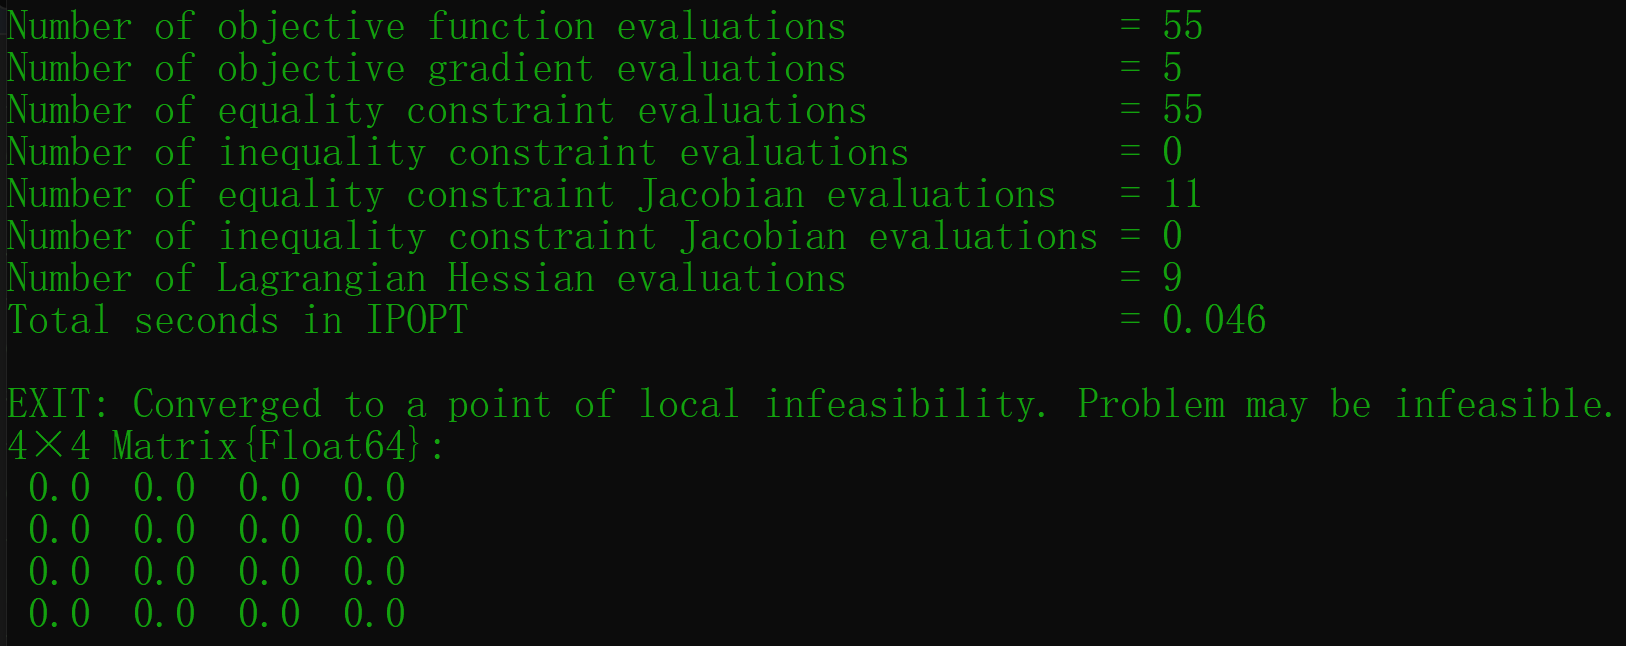 Number of objective function evaluations             = 55
Number of objective gradient evaluations             = 5
Number of equality constraint evaluations            = 55
Number of inequality constraint evaluations          = 0
Number of equality constraint Jacobian evaluations   = 11
Number of inequality constraint Jacobian evaluations = 0
Number of Lagrangian Hessian evaluations             = 9
Total seconds in IPOPT                               = 0.046

EXIT: Converged to a point of local infeasibility. Problem may be infeasible.
4×4 Matrix{Float64}:
 0.0  0.0  0.0  0.0
 0.0  0.0  0.0  0.0
 0.0  0.0  0.0  0.0
 0.0  0.0  0.0  0.0